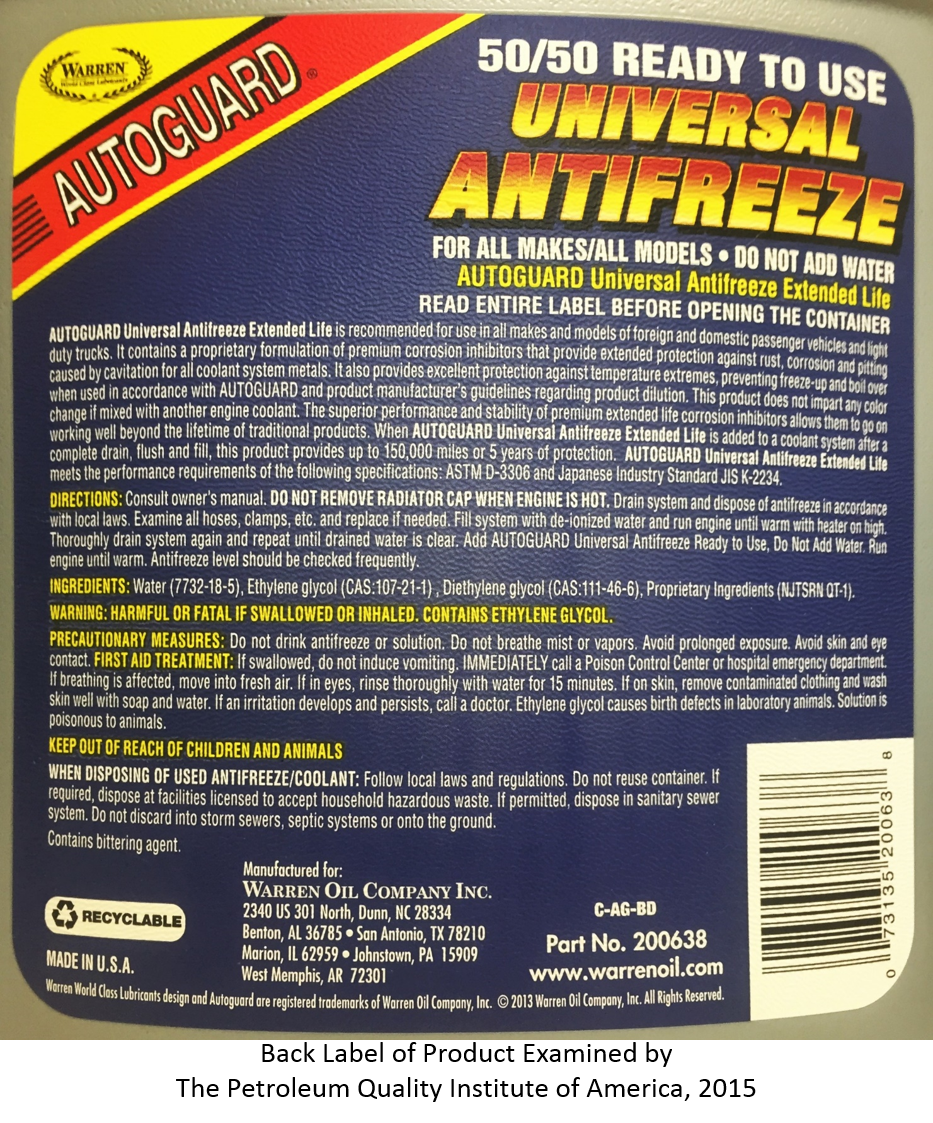 WARREN
World Class Lubricants
AUTOGUARD®
50/50 READY TO USE
UNIVERSAL
ANTIFREEZE
FOR ALL MAKES/ALL MODELS • DO NOT ADD WATER
AUTOGUARD Universal Antifreeze Extended Life
READ ENTIRE LABEL BEFORE OPENING THE CONTAINER
AUTOGUARD Universal Antifreeze Extended Life is recommended for use in all makes and models of foreign and domestic passenger vehicles and light
duty trucks. It contains a proprietary formulation of premium corrosion inhibitors that provide extended protection against rust, corrosion and pitting
caused by cavitation for all coolant system metals. It also provides excellent protection against temperature extremes, preventing freeze-up and boil over
when used in accordance with AUTOGUARD and product manufacturer's guidelines regarding product dilution. This product does not impart any color
change if mixed with another engine coolant. The superior performance and stability of premium extended life corrosion inhibitors allows them to go on
working well beyond the lifetime of traditional products. When AUTOGUARD Universal Antifreeze Extended Life is added to a coolant system after a
complete drain, flush and fill, this product provides up to 150,000 miles or 5 years of protection. AUTOGUARD Universal Antifreeze Extended Life
meets the performance requirements of the following specifications: ASTM D-3306 and Japanese Industry Standard JIS K-2234.
DIRECTIONS: Consult owner's manual. DO NOT REMOVE RADIATOR CAP WHEN ENGINE IS HOT. Drain system and dispose of antifreeze in accordance
with local laws. Examine all hoses, clamps, etc. and replace if needed. Fill system with de-ionized water and run engine until warm with heater on high.
Thoroughly drain system again and repeat until drained water is clear. Add AUTOGUARD Universal Antifreeze Ready to Use, Do Not Add Water. Run
engine until warm. Antifreeze level should be checked frequently.
INGREDIENTS: Water (7732-18-5), Ethylene glycol (CAS:107-21-1) , Diethylene glycol (CAS:111-46-6), Proprietary Ingredients (NJTSRN QT-1).
WARNING: HARMFUL OR FATAL IF SWALLOWED OR INHALED. CONTAINS ETHYLENE GLYCOL.
PRECAUTIONARY MEASURES: Do not drink antifreeze or solution. Do not breathe mist or vapors. Avoid prolonged exposure. Avoid skin and eye
contact. FIRST AID TREATMENT: If swallowed, do not induce vomiting. IMMEDIATELY call a Poison Control Center or hospital emergency department.
If breathing is affected, move into fresh air. If in eyes, rinse thoroughly with water for 15 minutes. If on skin, remove contaminated clothing and wash
skin well with soap and water. If an irritation develops and persists, call a doctor. Ethylene glycol causes birth defects in laboratory animals. Solution is
poisonous to animals.
KEEP OUT OF REACH OF CHILDREN AND ANIMALS
WHEN DISPOSING OF USED ANTIFREEZE/COOLANT: Follow local laws and regulations. Do not reuse container. If
required, dispose at facilities licensed to accept household hazardous waste. If permitted, dispose in sanitary sewer
system. Do not discard into storm sewers, septic systems or onto the ground.
Contains bittering agent.
RECYCLABLE
MADE IN U.S.A.
Manufactured for:
WARREN OIL COMPANY INC.
2340 US 301 North, Dunn, NC 28334
Benton, AL 36785 • San Antonio, TX 78210
Marion, IL 62959 • Johnstown, PA 15909
West Memphis, AR 72301
C-AG-BD
Part No. 200638
www.warrenoil.com
0 73135 20063 8
Warren World Class Lubricants design and Autoguard are registered trademarks of Warren Oil Company, Inc. © 2013 Warren Oil Company, Inc. All Rights Reserved.
Back Label of Product Examined by
The Petroleum Quality Institute of America, 2015